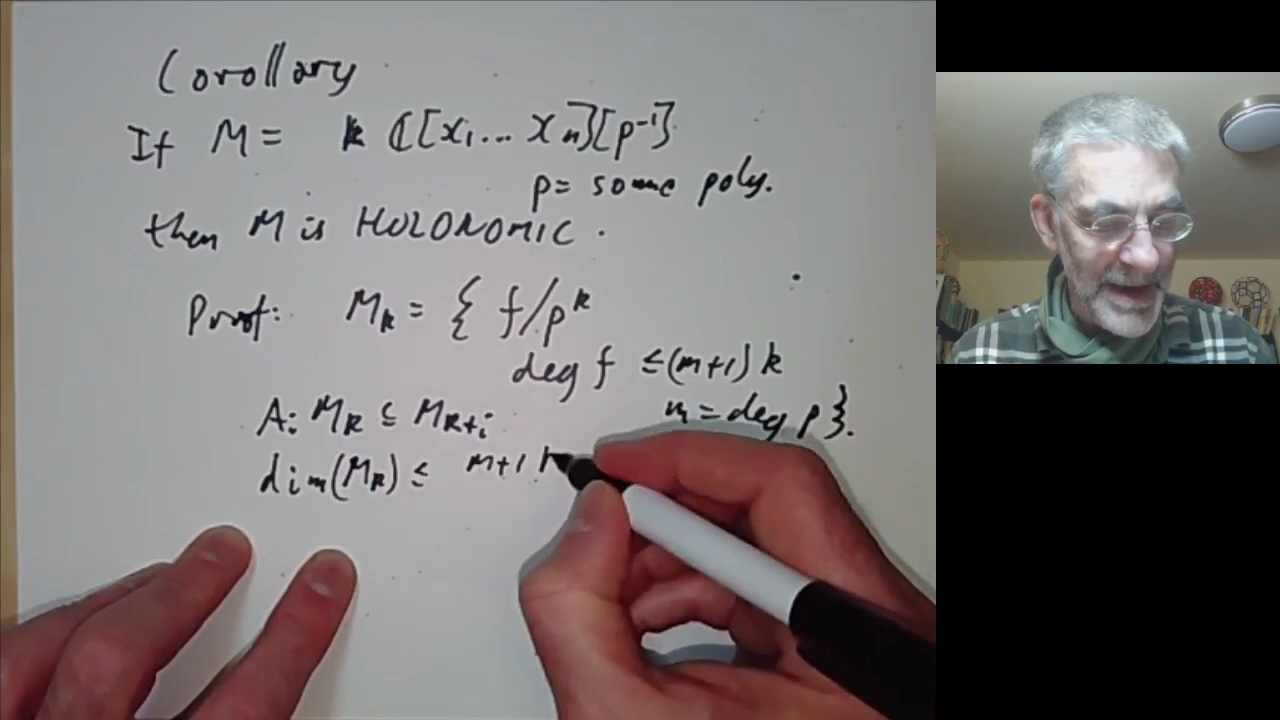 Corollary
If M = k ℂ[x₁...xₙ][p⁻¹]
p = some poly.
then M is HOLONOMIC.
Proof: Mₖ = { f/pᵏ
deg f ≤ (m+1) k
m = deg p }.
Aᵢ Mₖ ⊆ Mₖ₊ᵢ
dim(Mₖ) ≤ m+1 k